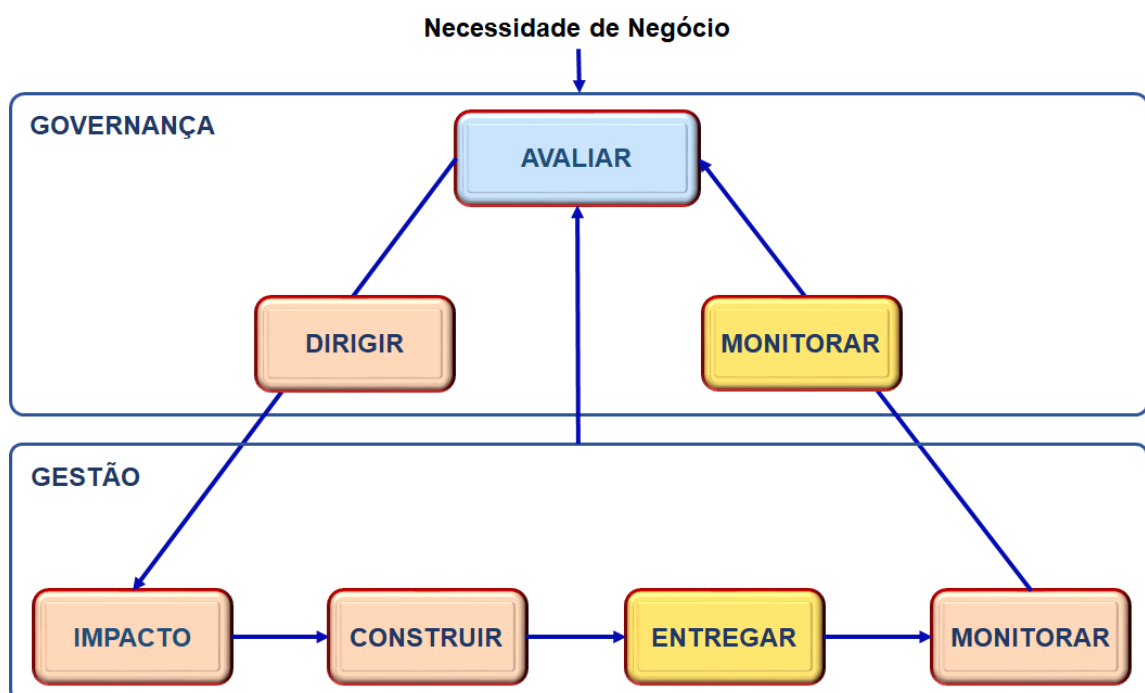 Necessidade de Negócio
GOVERNANÇA
AVALIAR
DIRIGIR
MONITORAR
GESTÃO
IMPACTO
CONSTRUIR
ENTREGAR
MONITORAR